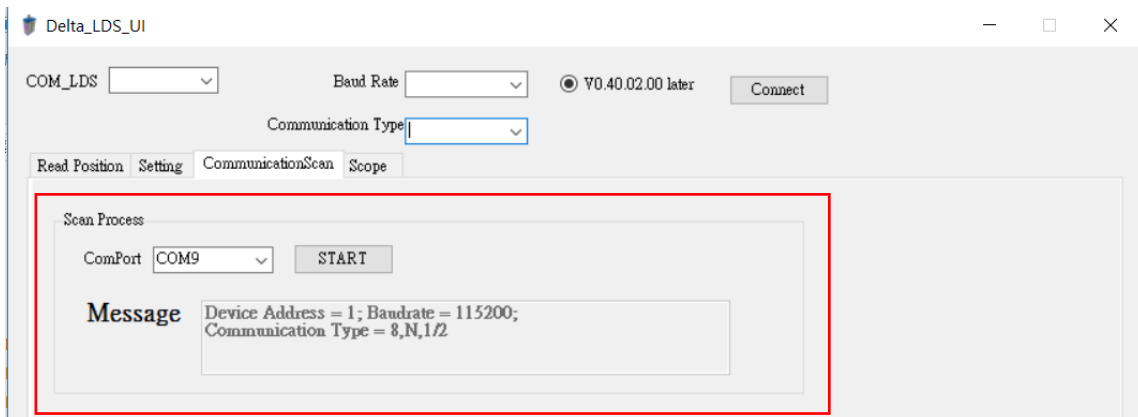 Delta_LDS_UI
COM_LDS Baud Rate V0.40.02.00 later Connect
Communication Type
Read Position Setting CommunicationScan Scope
Scan Process
ComPort COM9 START
Message Device Address = 1; Baudrate = 115200;
Communication Type = 8,N,1/2